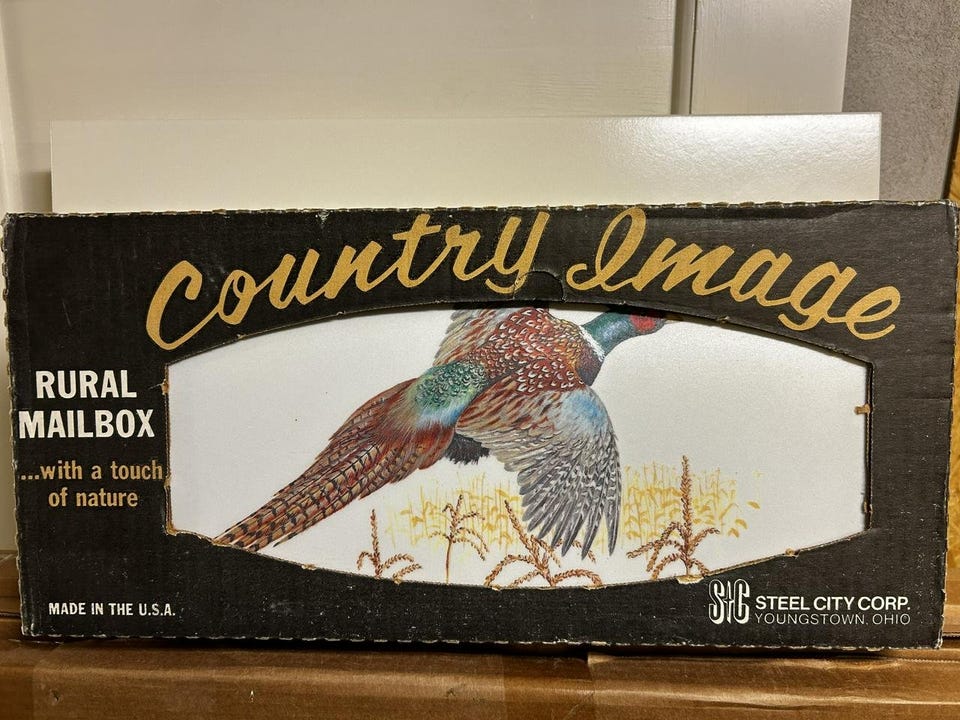 Country Image
RURAL
MAILBOX
...with a touch
of nature
MADE IN THE U.S.A.
S+C STEEL CITY CORP.
YOUNGSTOWN, OHIO